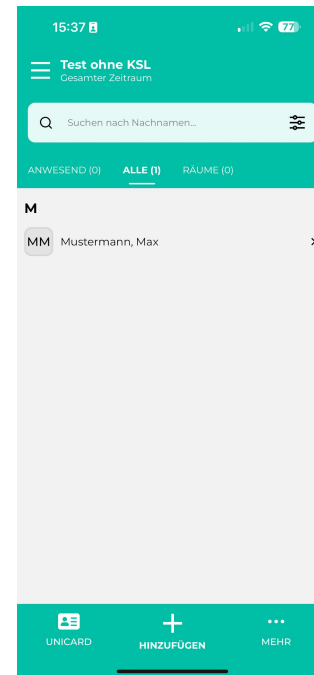 15:37
77
Test ohne KSL
Gesamter Zeitraum
Suchen nach Nachnamen...
ANWESEND (0) ALLE (1) RÄUME (0)
M
MM Mustermann, Max
UNICARD HINZUFÜGEN MEHR